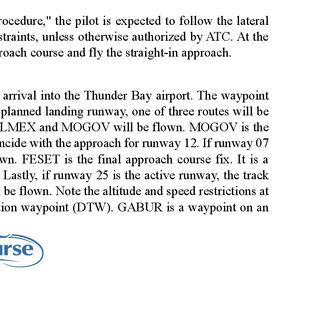 rocedure," the pilot is expected to follow the lateral
straints, unless otherwise authorized by ATC. At the
roach course and fly the straight-in approach.
arrival into the Thunder Bay airport. The waypoint
planned landing runway, one of three routes will be
LMEX and MOGOV will be flown. MOGOV is the
ncide with the approach for runway 12. If runway 07
wn. FESET is the final approach course fix. It is a
Lastly, if runway 25 is the active runway, the track
be flown. Note the altitude and speed restrictions at
tion waypoint (DTW). GABUR is a waypoint on an
urse